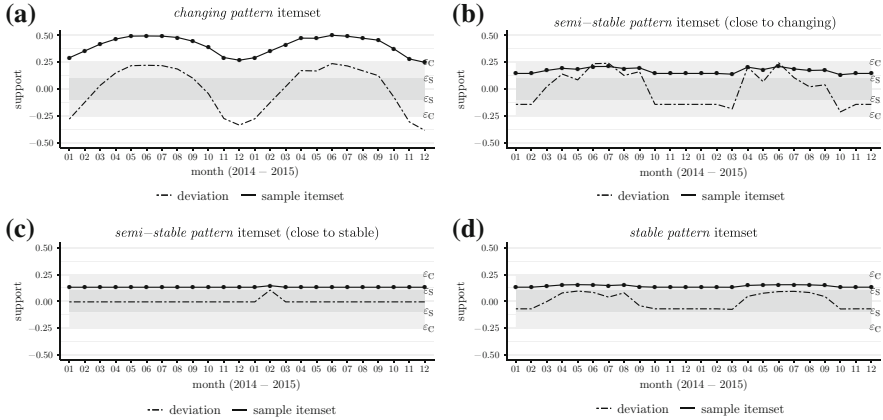 (a)
changing pattern itemset
0.50
0.25
0.00
−0.25
−0.50
support
εC
εS
εS
εC
01 02 03 04 05 06 07 08 09 10 11 12 01 02 03 04 05 06 07 08 09 10 11 12
month (2014 − 2015)
deviation sample itemset
(b)
semi−stable pattern itemset (close to changing)
0.50
0.25
0.00
−0.25
−0.50
support
εC
εS
εS
εC
01 02 03 04 05 06 07 08 09 10 11 12 01 02 03 04 05 06 07 08 09 10 11 12
month (2014 − 2015)
deviation sample itemset
(c)
semi−stable pattern itemset (close to stable)
0.50
0.25
0.00
−0.25
−0.50
support
εC
εS
εS
εC
01 02 03 04 05 06 07 08 09 10 11 12 01 02 03 04 05 06 07 08 09 10 11 12
month (2014 − 2015)
deviation sample itemset
(d)
stable pattern itemset
0.50
0.25
0.00
−0.25
−0.50
support
εC
εS
εS
εC
01 02 03 04 05 06 07 08 09 10 11 12 01 02 03 04 05 06 07 08 09 10 11 12
month (2014 − 2015)
deviation sample itemset